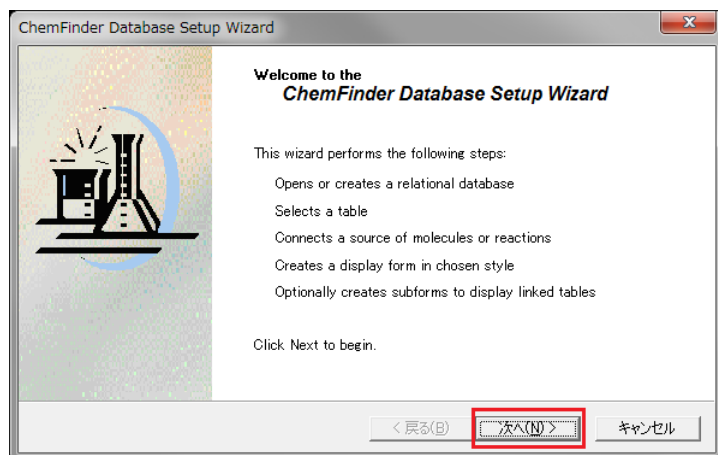 ChemFinder Database Setup Wizard
Welcome to the
ChemFinder Database Setup Wizard
This wizard performs the following steps:
Opens or creates a relational database
Selects a table
Connects a source of molecules or reactions
Creates a display form in chosen style
Optionally creates subforms to display linked tables
Click Next to begin.
< 戻る(B) 次へ(N) > キャンセル